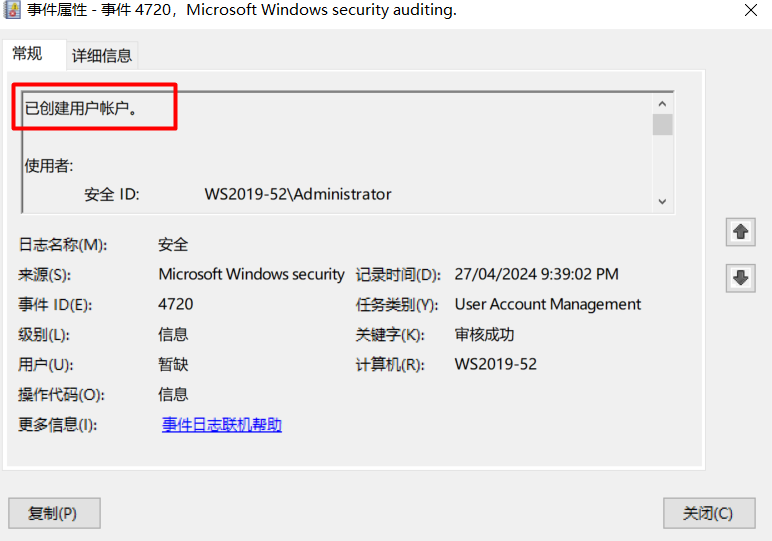 事件属性 - 事件 4720，Microsoft Windows security auditing.
常规 详细信息
已创建用户帐户。
使用者:
安全 ID: WS2019-52\Administrator
日志名称(M): 安全
来源(S): Microsoft Windows security 记录时间(D): 27/04/2024 9:39:02 PM
事件 ID(E): 4720 任务类别(Y): User Account Management
级别(L): 信息 关键字(K): 审核成功
用户(U): 暂缺 计算机(R): WS2019-52
操作代码(O): 信息
更多信息(I): 事件日志联机帮助
复制(P) 关闭(C)